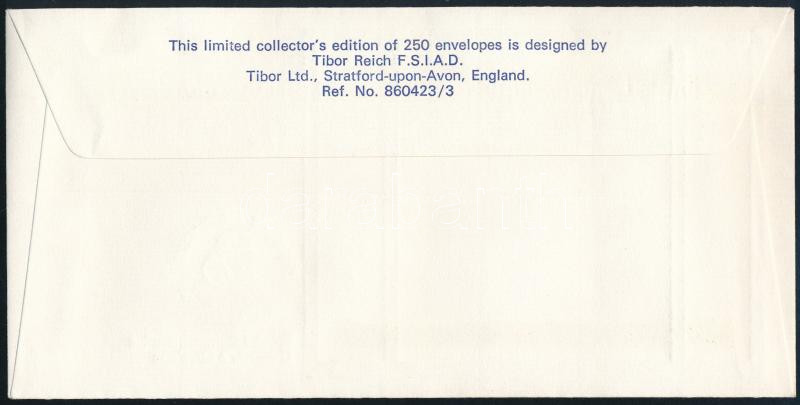 This limited collector's edition of 250 envelopes is designed by
Tibor Reich F.S.I.A.D.
Tibor Ltd., Stratford-upon-Avon, England.
Ref. No. 860423/3